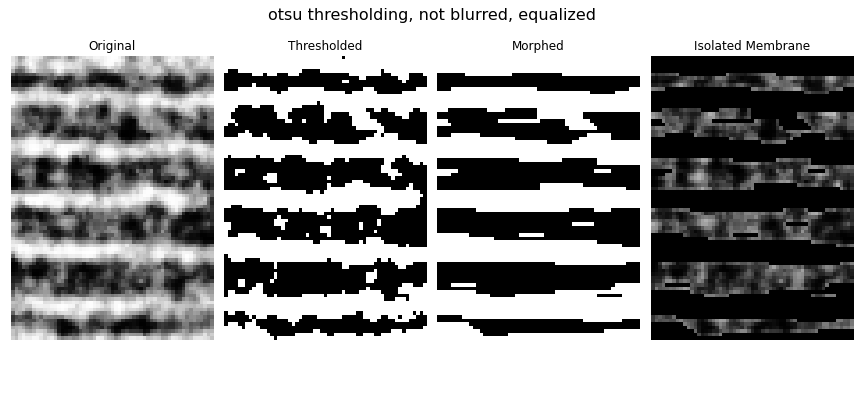 otsu thresholding, not blurred, equalized
Original
Thresholded
Morphed
Isolated Membrane